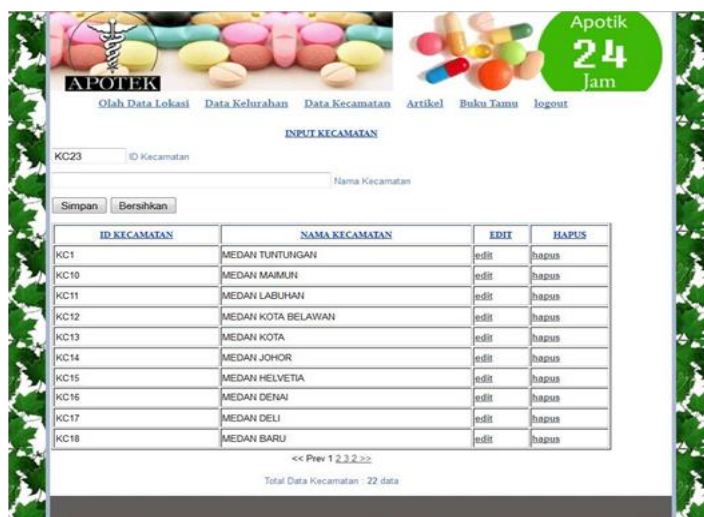 Apotik
24
Jam
APOTEK
Olah Data Lokasi Data Kelurahan Data Kecamatan Artikel Buku Tamu logout
INPUT KECAMATAN
KC23 ID Kecamatan
Nama Kecamatan
Simpan Bersihkan
ID KECAMATAN NAMA KECAMATAN EDIT HAPUS
KC1 MEDAN TUNTUNGAN edit hapus
KC10 MEDAN MAIMUN edit hapus
KC11 MEDAN LABUHAN edit hapus
KC12 MEDAN KOTA BELAWAN edit hapus
KC13 MEDAN KOTA edit hapus
KC14 MEDAN JOHOR edit hapus
KC15 MEDAN HELVETIA edit hapus
KC16 MEDAN DENAI edit hapus
KC17 MEDAN DELI edit hapus
KC18 MEDAN BARU edit hapus
<< Prev 1 2 3 2 >>
Total Data Kecamatan : 22 data